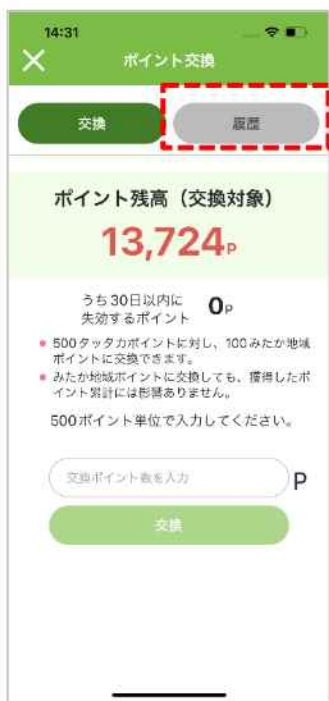 14:31
ポイント交換
交換
履歴
ポイント残高（交換対象）
13,724P
うち30日以内に
失効するポイント
0P
500タッタカポイントに対し、100みたか地域
ポイントに交換できます。
みたか地域ポイントに交換しても、獲得したポ
イント累計には影響ありません。
500ポイント単位で入力してください。
交換ポイント数を入力
P
交換